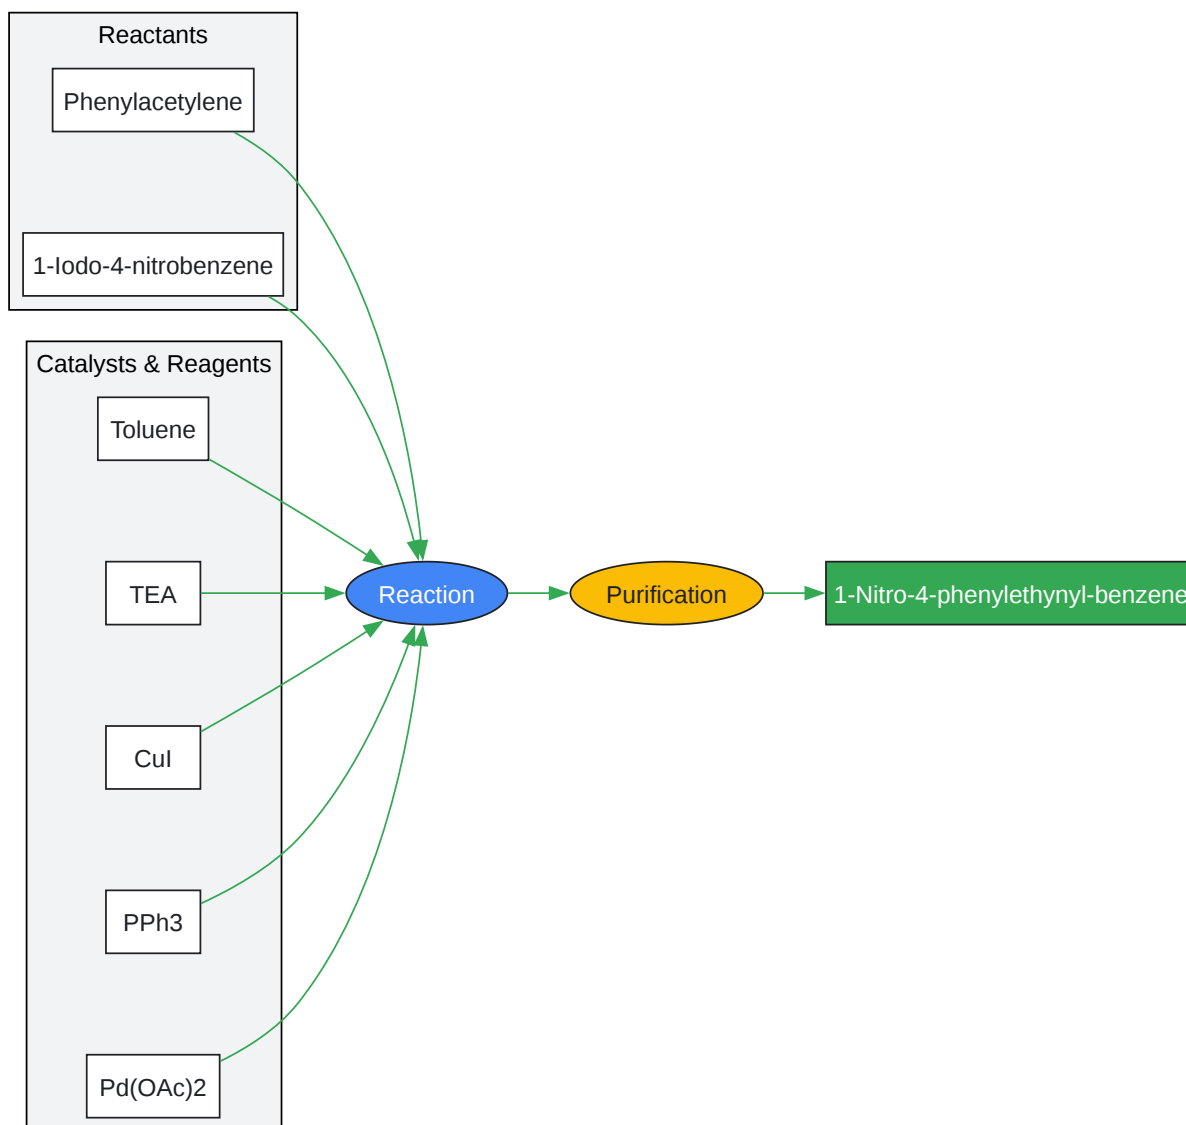 Reactants
Phenylacetylene
1-Iodo-4-nitrobenzene
Catalysts & Reagents
Toluene
TEA
CuI
PPh3
Pd(OAc)2
Reaction
Purification
1-Nitro-4-phenylethynyl-benzene